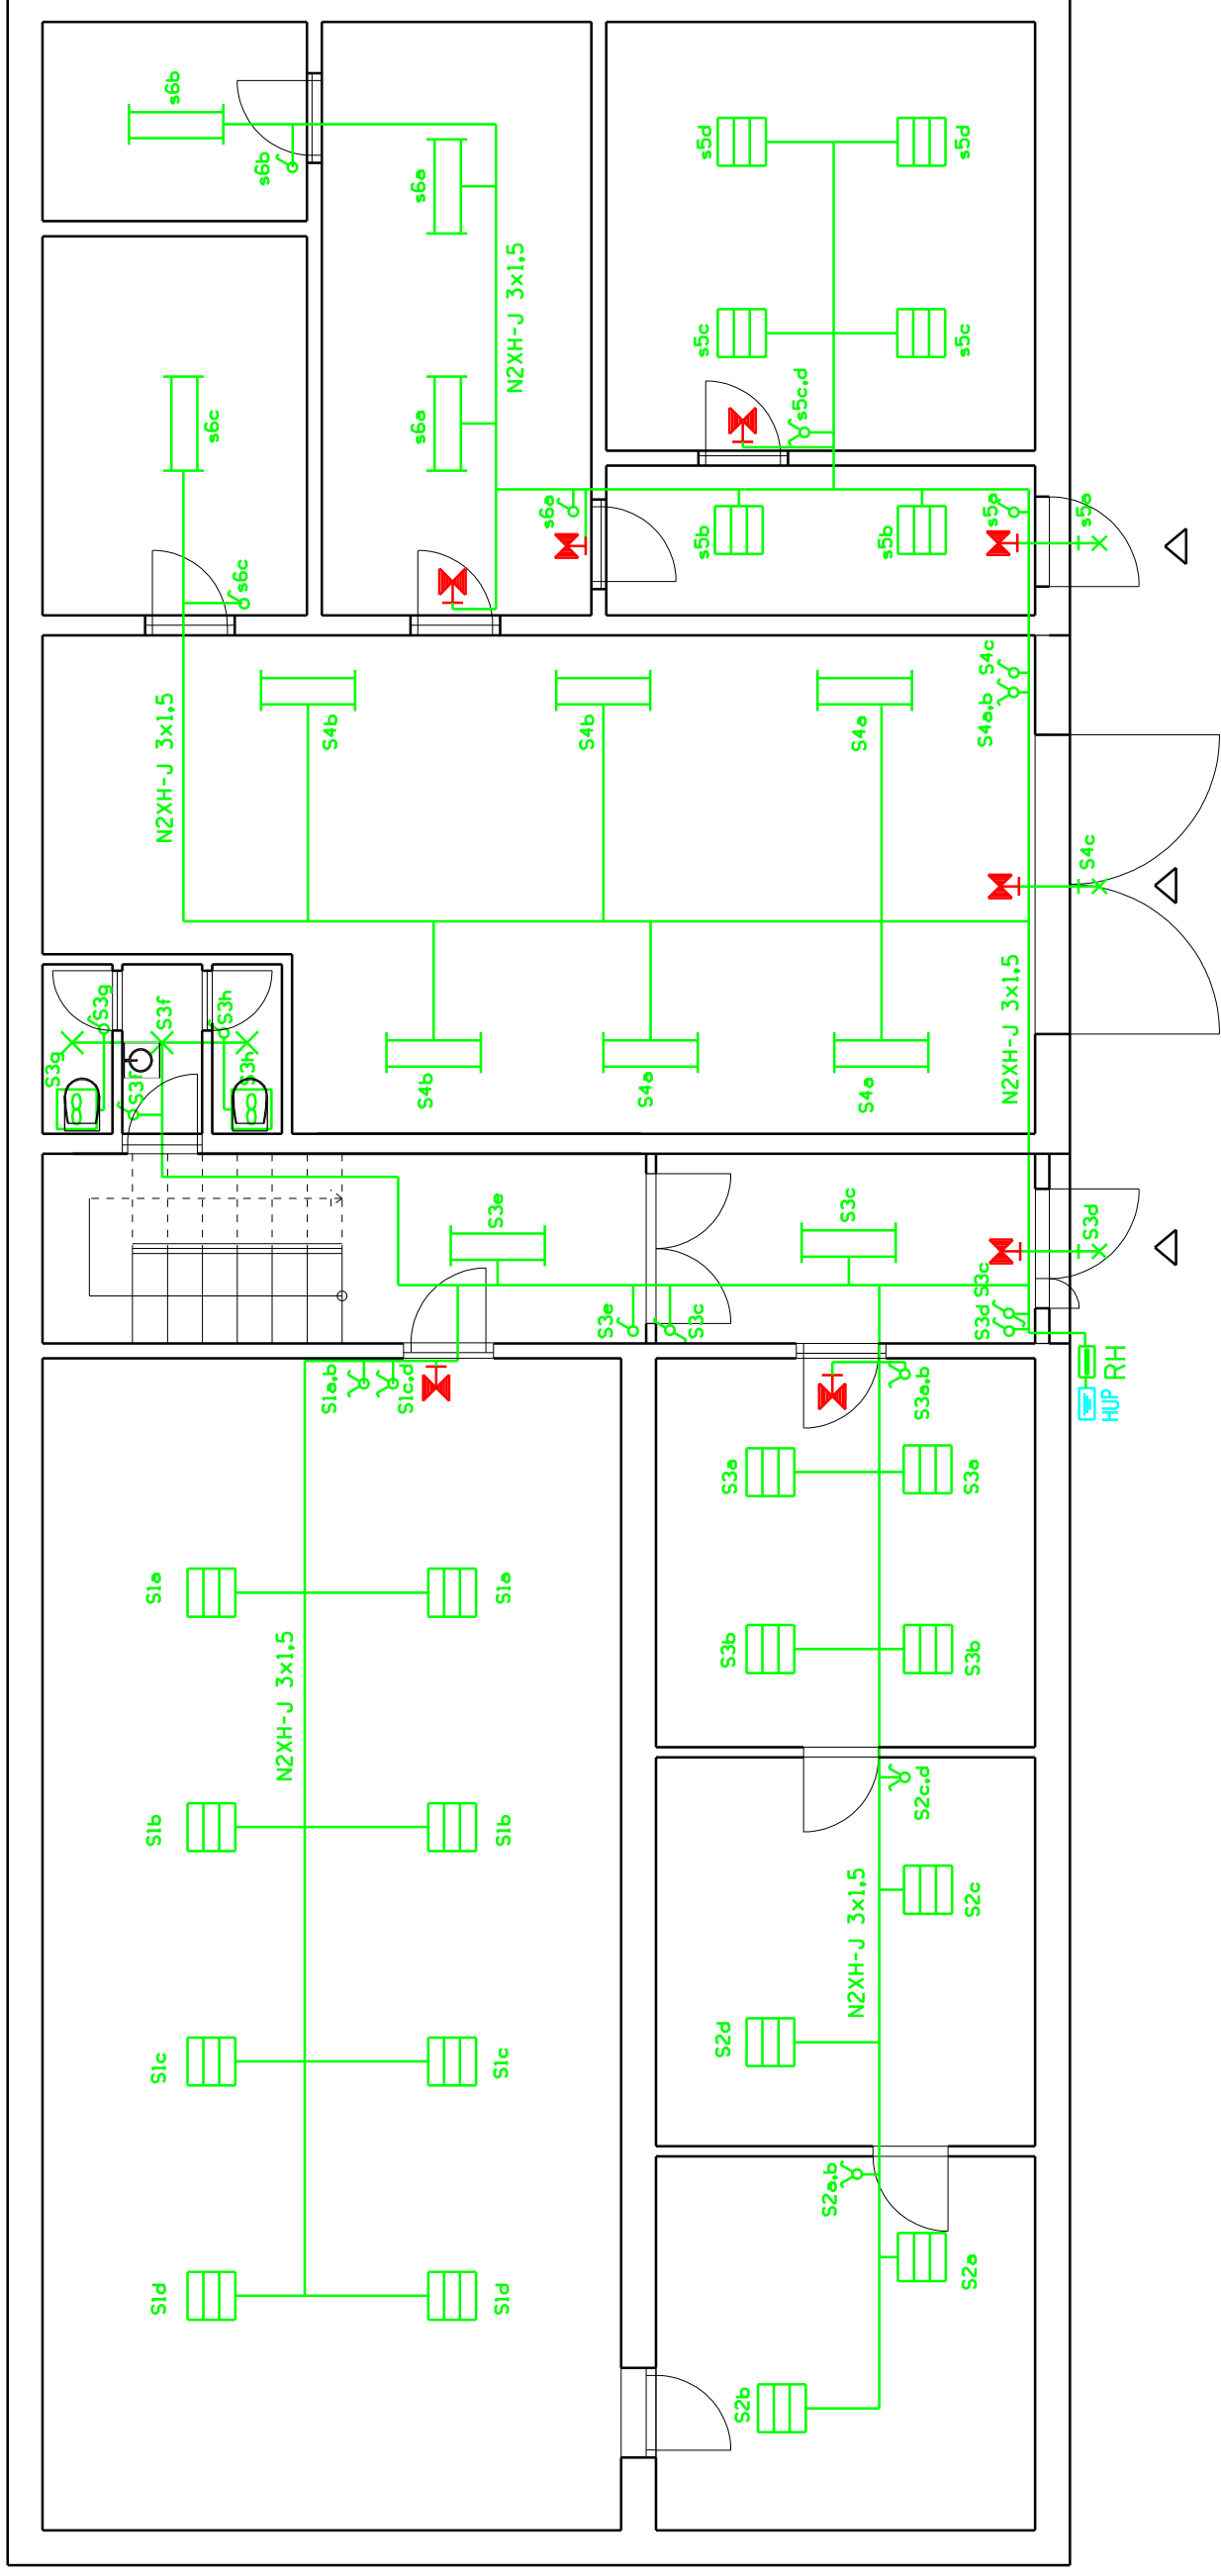 s6b
s6b
s6a
s5d
s5d
N2XH-J 3x1,5
s6c
s6a
s5c
s5c
s5c,d
s6a
s5b
s5b
s5a
s5a
s6c
N2XH-J 3x1,5
S4b
S4b
S4a
S4c
S4a,b
S4c
S3g
S3f
S3h
S3g
S3f
S3h
S4b
S4a
S4a
N2XH-J 3x1,5
S3e
S3c
S3d
S3c
S3d
S3e
S3c
S1a,b
S1c,d
S3a,b
RH
HUP
S3a
S3a
S1a
S1a
N2XH-J 3x1,5
S3b
S3b
S1b
S1b
S2c,d
S2c
N2XH-J 3x1,5
S2d
S1c
S1c
S2a,b
S2a
S1d
S1d
S2b